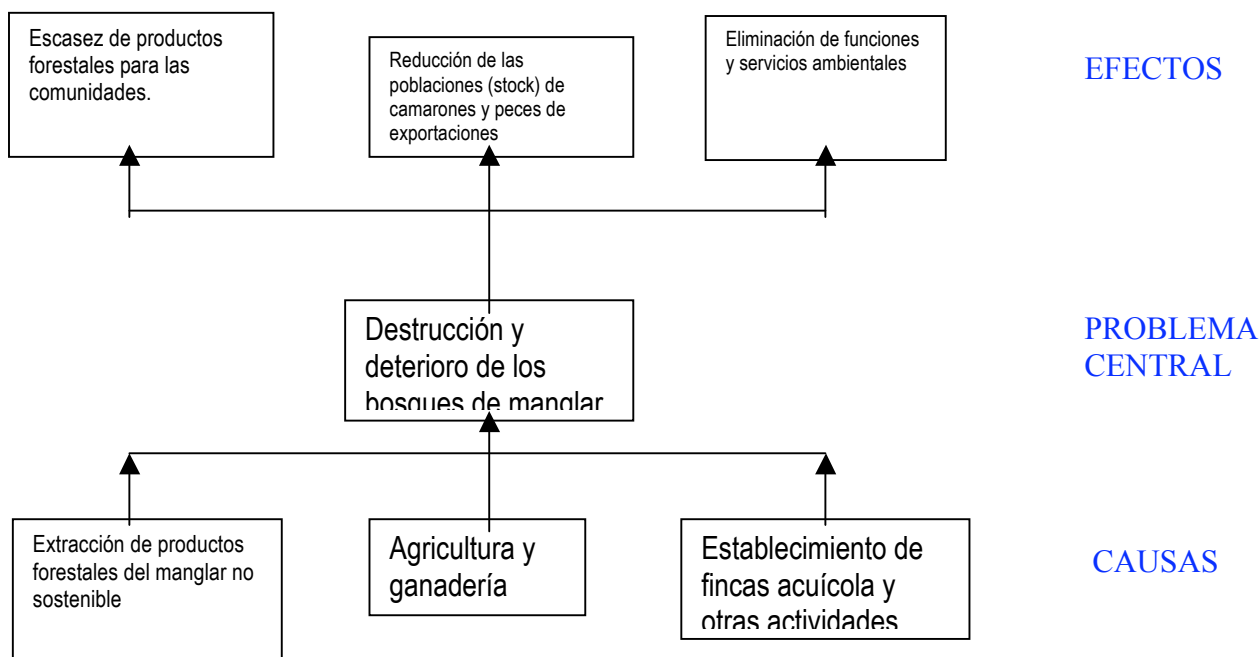 Escasez de productos
forestales para las
comunidades.
Reducción de las
poblaciones (stock) de
camarones y peces de
exportaciones
Eliminación de funciones
y servicios ambientales
EFECTOS
Destrucción y
deterioro de los
bosques de manglar
PROBLEMA
CENTRAL
Extracción de productos
forestales del manglar no
sostenible
Agricultura y
ganadería
Establecimiento de
fincas acuícola y
otras actividades
CAUSAS